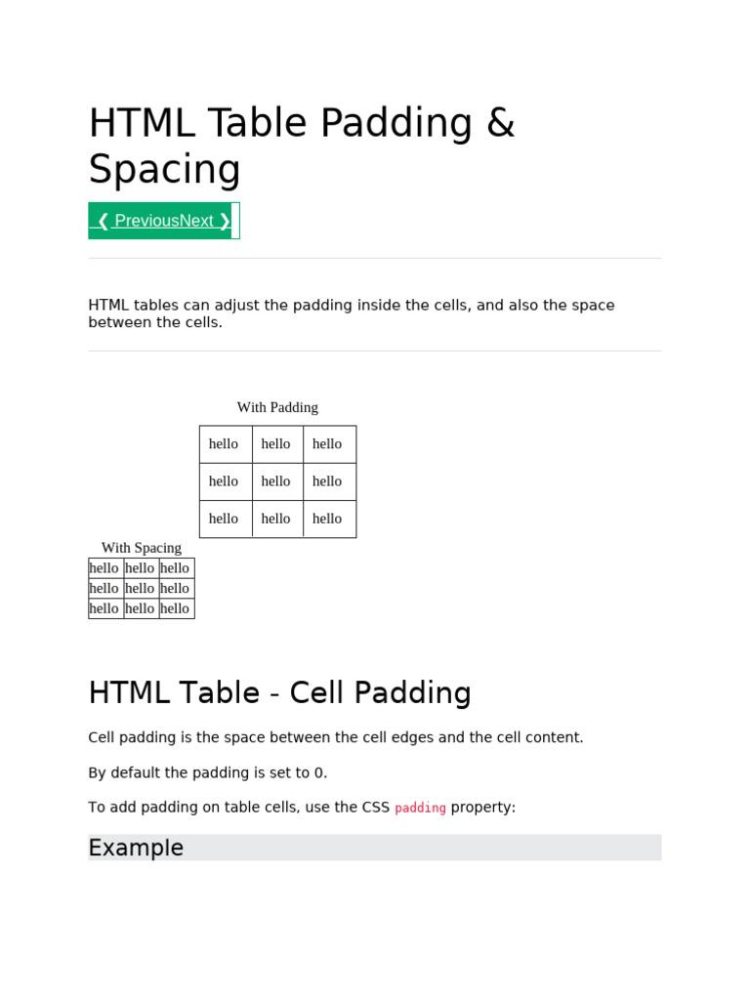 HTML Table Padding &
Spacing
❮ PreviousNext ❯
HTML tables can adjust the padding inside the cells, and also the space
between the cells.
With Padding
hello hello hello
hello hello hello
hello hello hello
With Spacing
hello hello hello
hello hello hello
hello hello hello
HTML Table - Cell Padding
Cell padding is the space between the cell edges and the cell content.
By default the padding is set to 0.
To add padding on table cells, use the CSS padding property:
Example